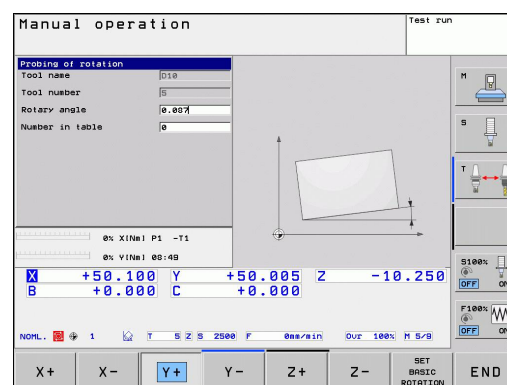 Manual operation
Test run
Probing of rotation
Tool name D10
Tool number 5
Rotary angle 0.087
Number in table 0
M
S
T
0% X[Nm] P1 -T1
0% Y[Nm] 08:49
X +50.100 Y +50.005 Z -10.250
B +0.000 C +0.000
S100%
OFF ON
F100%
OFF ON
NOML. 1 T 5 Z S 2500 F 0mm/min Ovr 100% M 5/9
X+ X- Y+ Y- Z+ Z- SET BASIC ROTATION END